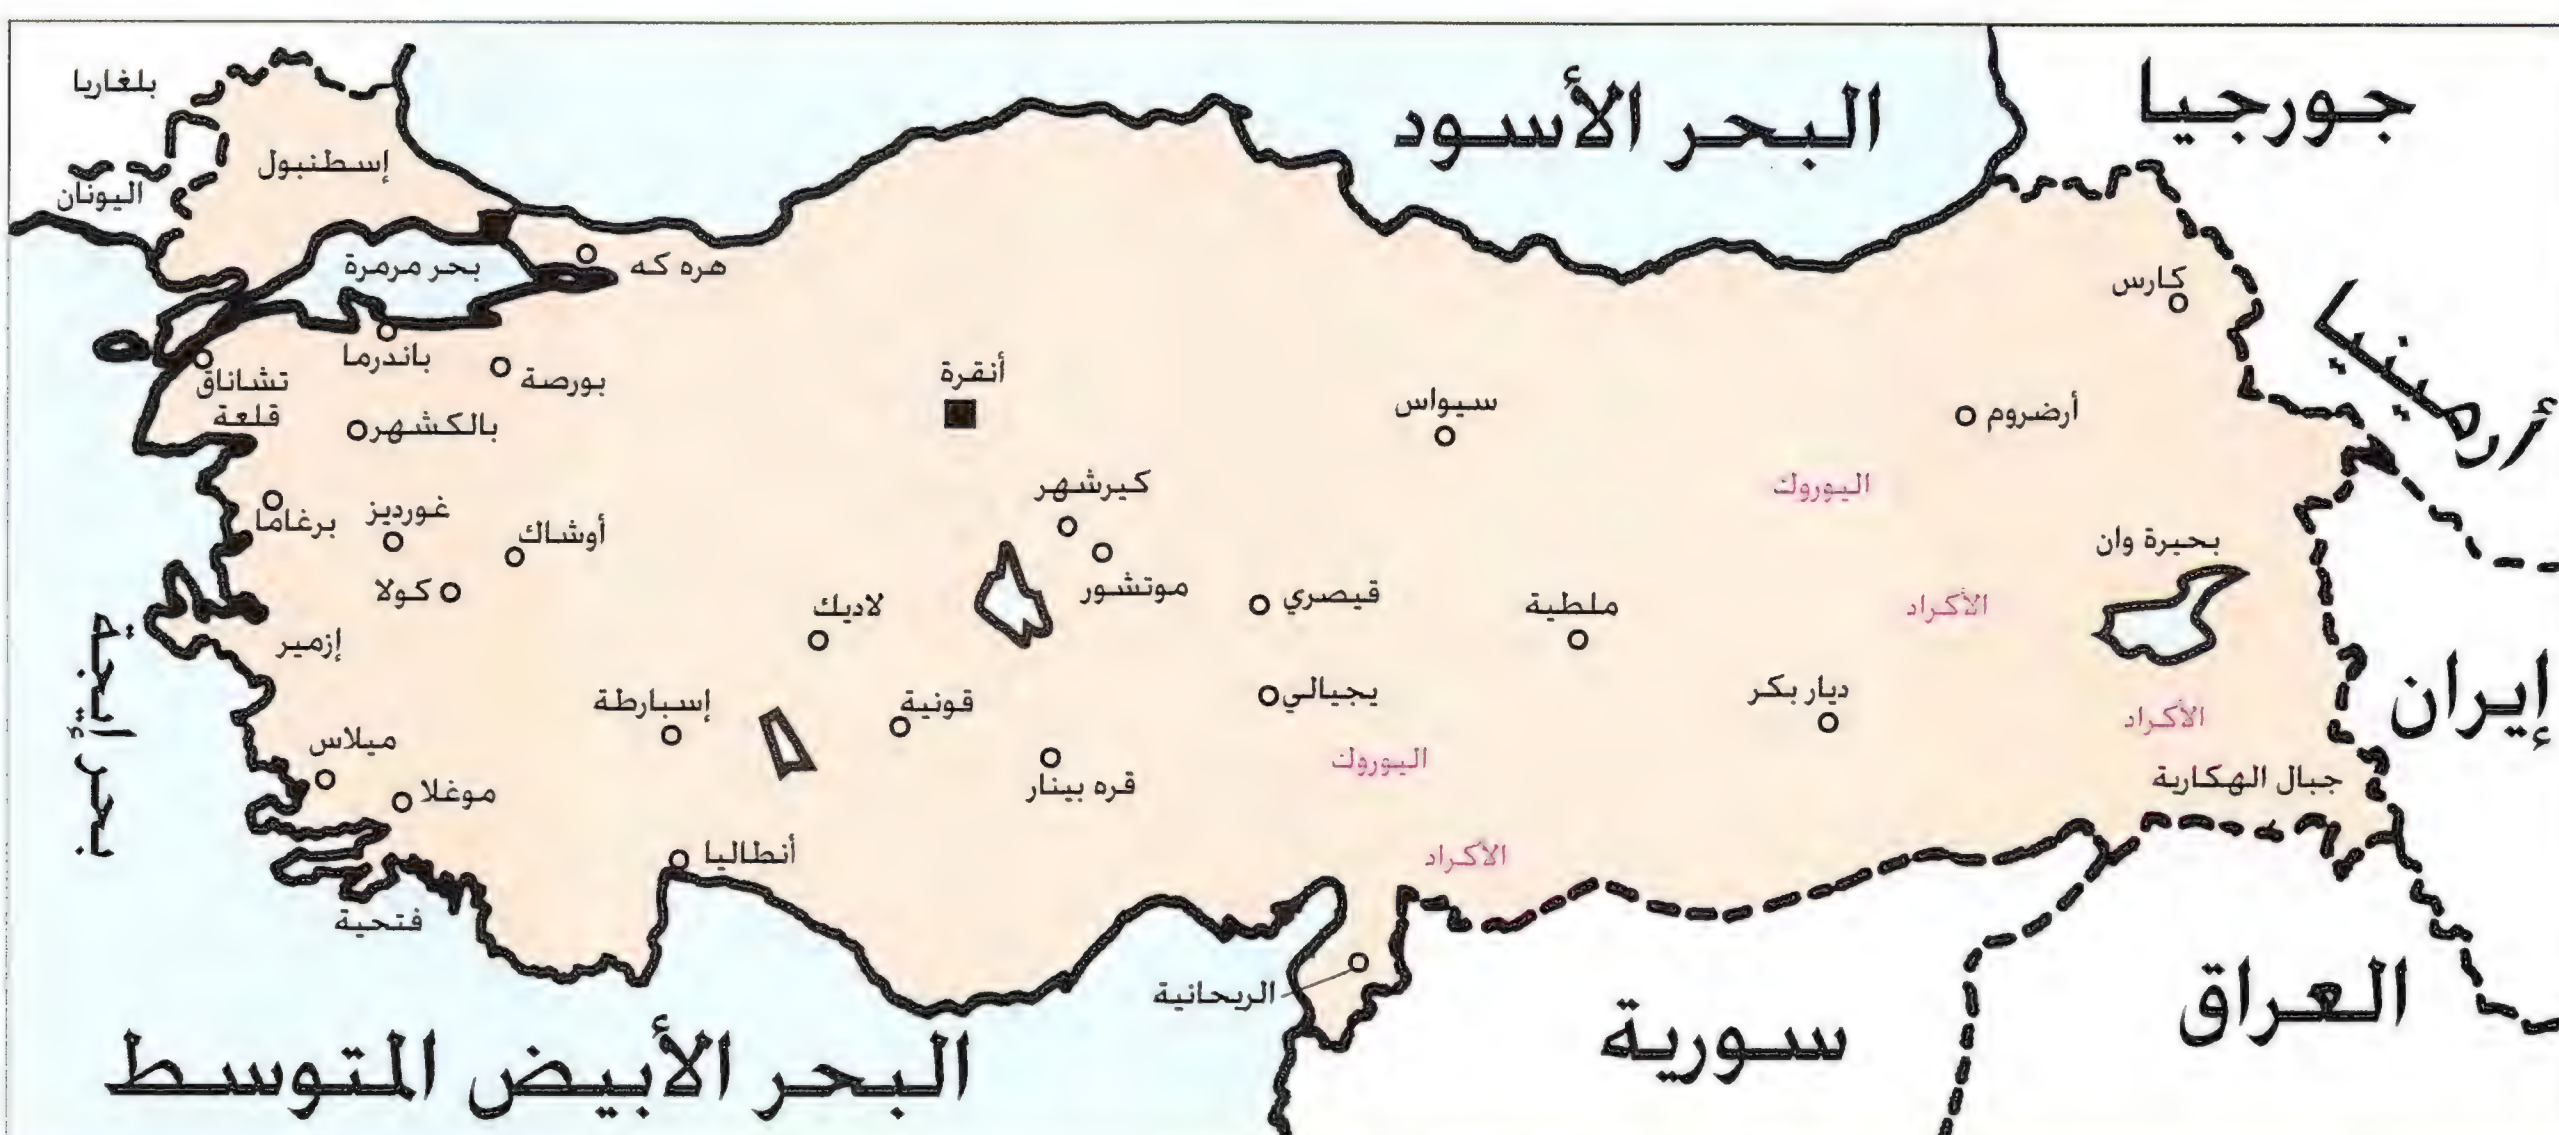 جورجيا
البحر الأسود
بلغاريا
إسطنبول
اليونان
بحر مرمرة
هره كه
كارس
أرمينيا
باندرما
بورصة
تشاناق
قلعة
بالكشهر
أنقرة
سيواس
أرضروم
كيرشهر
اليوروك
برغاما
غورديز
أوشاك
بحيرة وان
كولا
لاديك
موتشور
قيصري
ملطية
الأكراد
إزمير
بحر إيجة
إيران
إسبارطة
قونية
يجيالي
ديار بكر
الأكراد
ميلاس
موغلا
قره بينار
اليوروك
جبال الهكارية
أنطاليا
الأكراد
فتحية
الريحانية
العراق
سورية
البحر الأبيض المتوسط